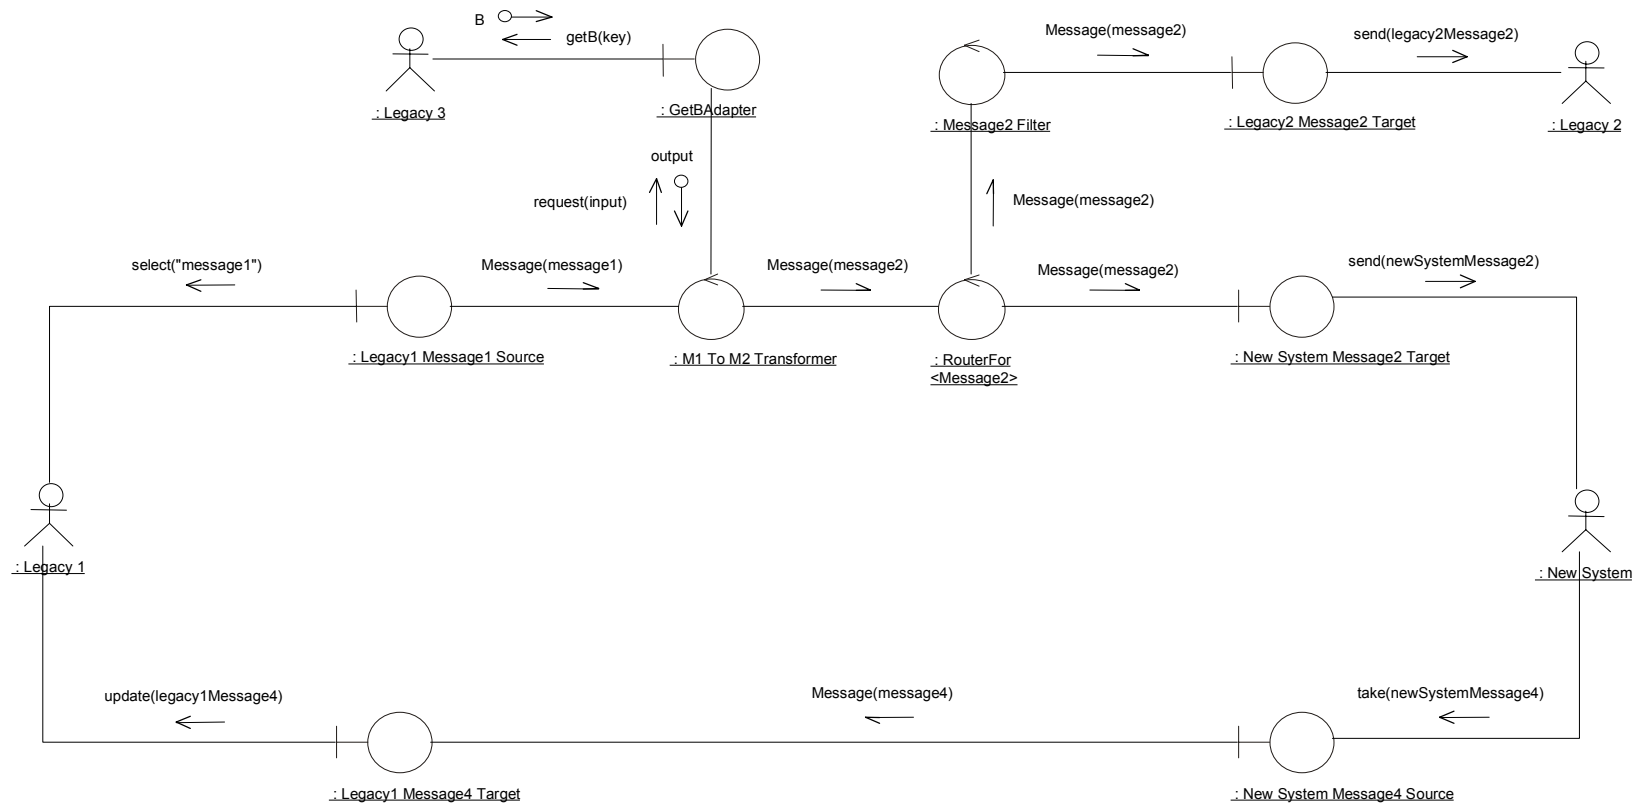 B
getB(key)
: Legacy 3
: GetBAdapter
Message(message2)
send(legacy2Message2)
: Message2 Filter
: Legacy2 Message2 Target
: Legacy 2
output
request(input)
Message(message2)
select("message1")
Message(message1)
Message(message2)
Message(message2)
send(newSystemMessage2)
: Legacy1 Message1 Source
: M1 To M2 Transformer
: RouterFor
<Message2>
: New System Message2 Target
: Legacy 1
: New System
update(legacy1Message4)
Message(message4)
take(newSystemMessage4)
: Legacy1 Message4 Target
: New System Message4 Source